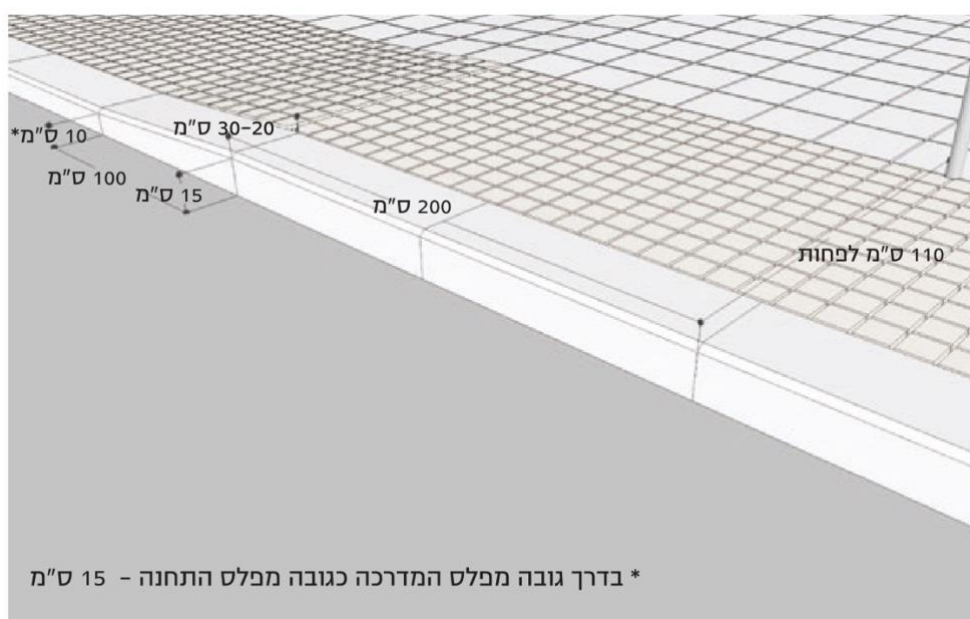 30-20 ס"מ
10 ס"מ*
100 ס"מ
15 ס"מ
200 ס"מ
110 ס"מ לפחות
* בדרך גובה מפלס המדרכה כגובה מפלס התחנה - 15 ס"מ